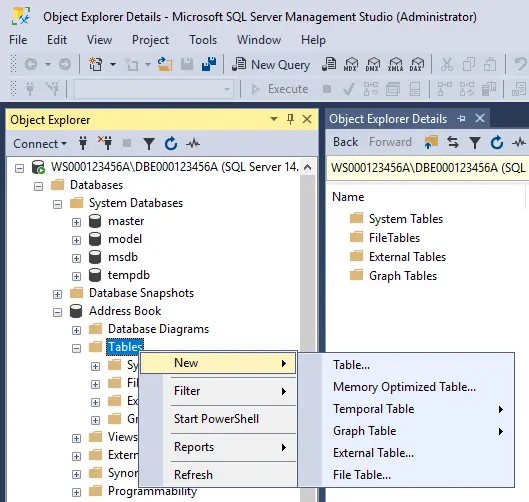 Object Explorer Details - Microsoft SQL Server Management Studio (Administrator)
File Edit View Project Tools Window Help
New Query MDX DMX XMLA DAX
Execute
Object Explorer
Object Explorer Details
Connect
Back Forward
WS000123456A\DBE000123456A (SQL Server 14.
WS000123456A\DBE000123456A (SQL
Databases
Name
System Databases
System Tables
master
FileTables
model
External Tables
msdb
Graph Tables
tempdb
Database Snapshots
Address Book
Database Diagrams
Tables
New
Table...
Sy
Memory Optimized Table...
Fil
Filter
Temporal Table
Ex
Start PowerShell
Graph Table
Gr
Views
Reports
External Table...
Extern
Synor
Refresh
File Table...
Programmability